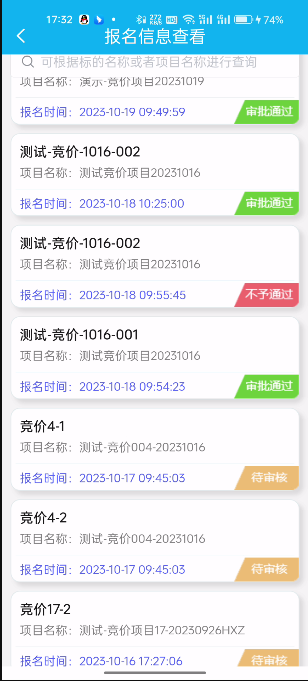 17:32 74%
报名信息查看
可根据标的名称或者项目名称进行查询
项目名称：演示-竞价项目20231019
报名时间：2023-10-19 09:49:59 审批通过
测试-竞价-1016-002
项目名称：测试竞价项目20231016
报名时间：2023-10-18 10:25:00 审批通过
测试-竞价-1016-002
项目名称：测试竞价项目20231016
报名时间：2023-10-18 09:55:45 不予通过
测试-竞价-1016-001
项目名称：测试竞价项目20231016
报名时间：2023-10-18 09:54:23 审批通过
竞价4-1
项目名称：测试-竞价004-20231016
报名时间：2023-10-17 09:45:03 待审核
竞价4-2
项目名称：测试-竞价004-20231016
报名时间：2023-10-17 09:45:03 待审核
竞价17-2
项目名称：测试-竞价项目17-20230926HXZ
报名时间：2023-10-16 17:27:06 待审核